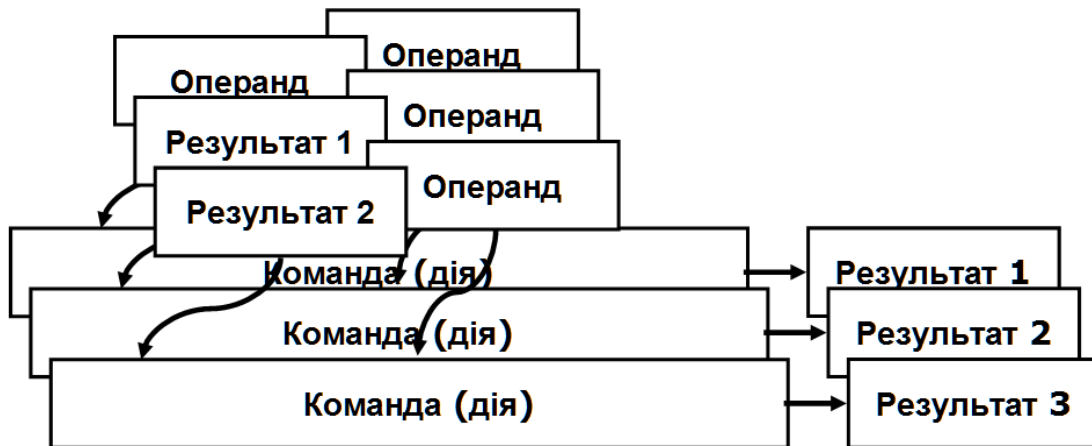 Операнд
Операнд
Операнд
Результат 1
Операнд
Результат 2
Команда (дія)
Результат 1
Команда (дія)
Результат 2
Команда (дія)
Результат 3